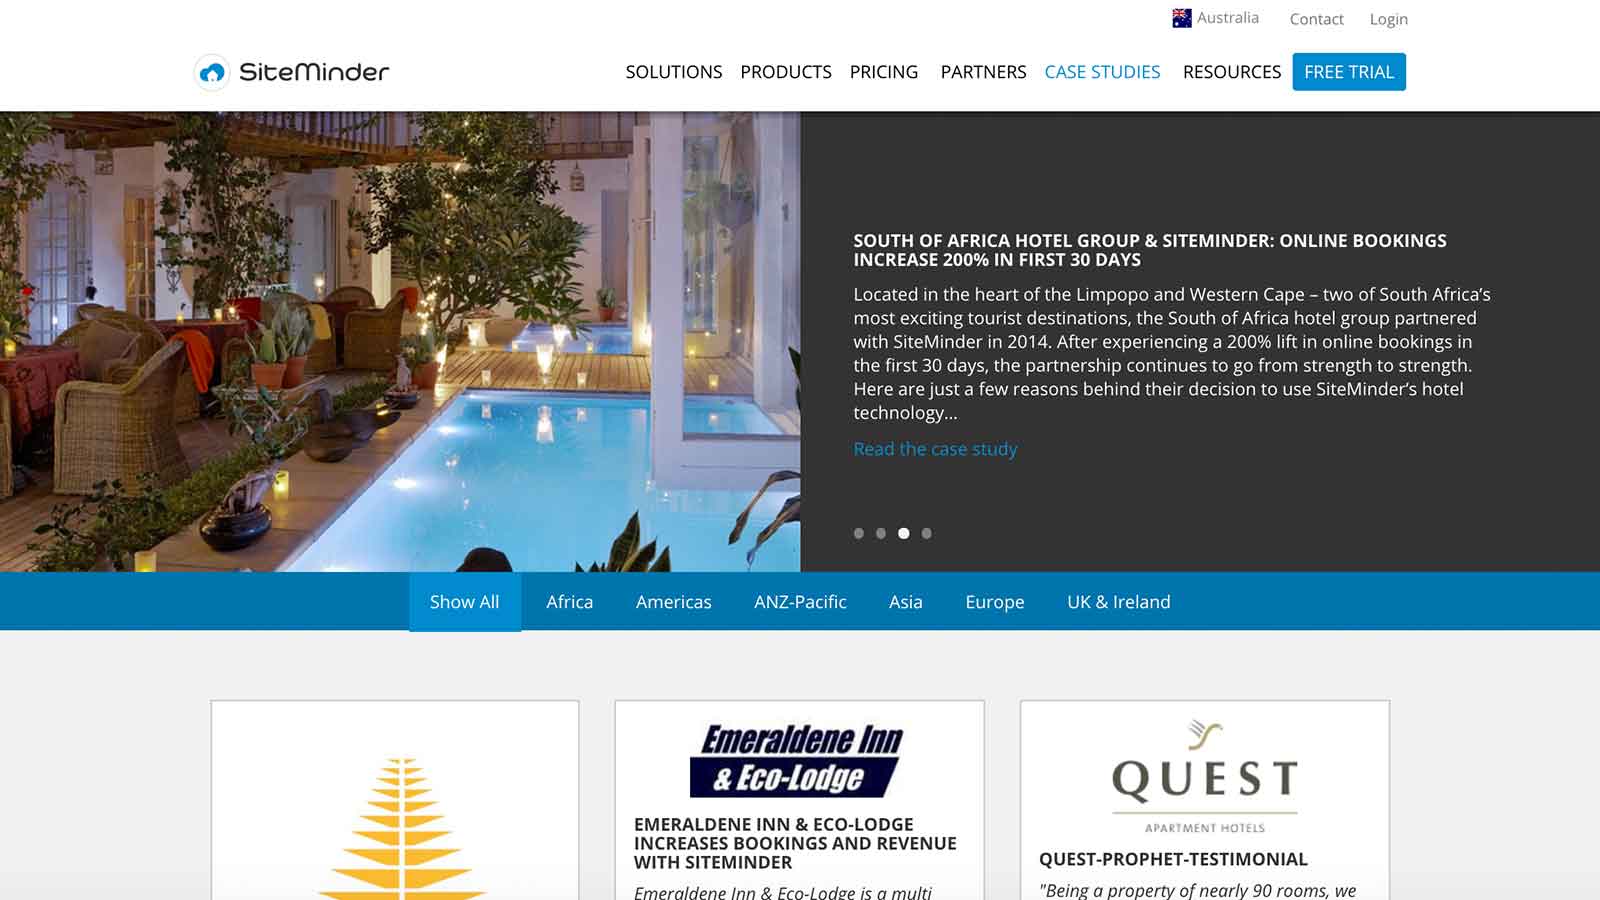 Australia
Contact
Login
SiteMinder
SOLUTIONS
PRODUCTS
PRICING
PARTNERS
CASE STUDIES
RESOURCES
FREE TRIAL
SOUTH OF AFRICA HOTEL GROUP & SITEMINDER: ONLINE BOOKINGS
INCREASE 200% IN FIRST 30 DAYS
Located in the heart of the Limpopo and Western Cape – two of South Africa’s
most exciting tourist destinations, the South of Africa hotel group partnered
with SiteMinder in 2014. After experiencing a 200% lift in online bookings in
the first 30 days, the partnership continues to go from strength to strength.
Here are just a few reasons behind their decision to use SiteMinder’s hotel
technology...
Read the case study
Show All
Africa
Americas
ANZ-Pacific
Asia
Europe
UK & Ireland
Emeraldene Inn
& Eco-Lodge
EMERALDENE INN & ECO-LODGE
INCREASES BOOKINGS AND REVENUE
WITH SITEMINDER
Emeraldene Inn & Eco-Lodge is a multi
QUEST
APARTMENT HOTELS
QUEST-PROPHET-TESTIMONIAL
"Being a property of nearly 90 rooms, we